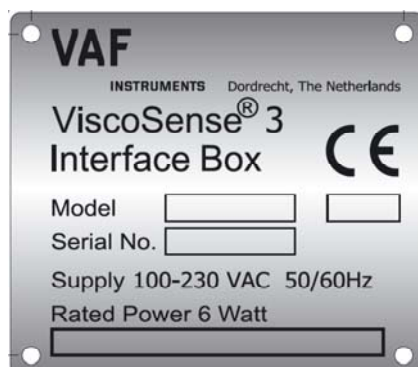 VAF
INSTRUMENTS Dordrecht, The Netherlands
ViscoSense® 3
Interface Box
CE
Model
Serial No.
Supply 100-230 VAC 50/60Hz
Rated Power 6 Watt